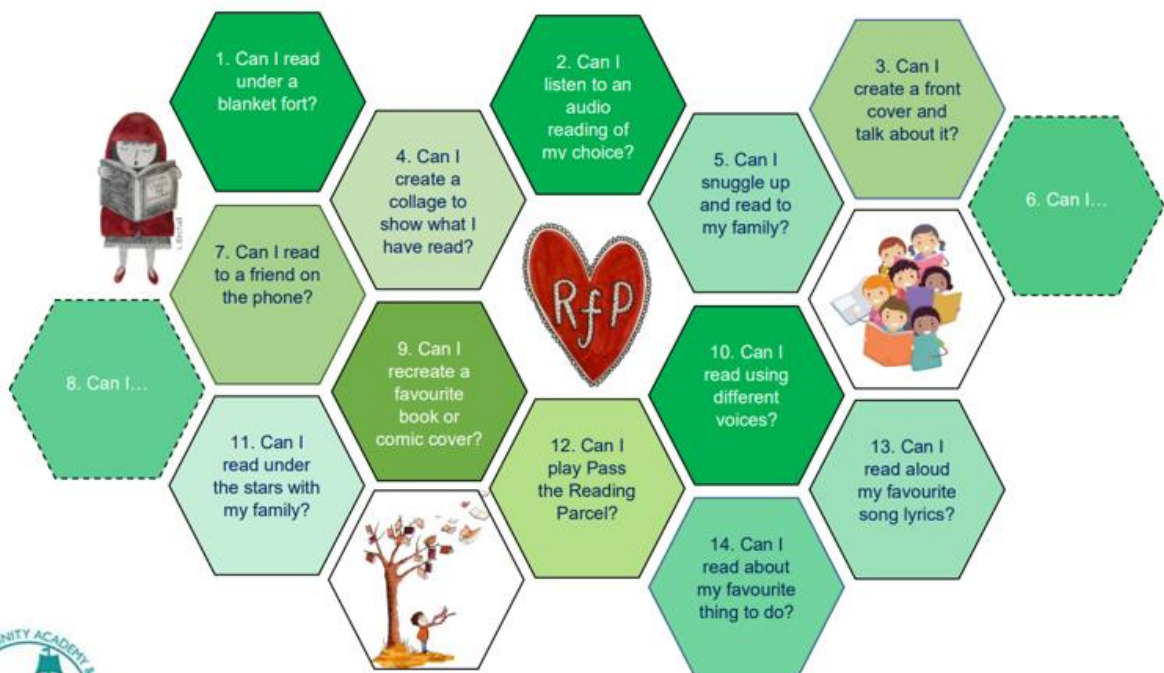 1. Can I read
under a
blanket fort?
2. Can I
listen to an
audio
reading of
my choice?
3. Can I
create a front
cover and
talk about it?
4. Can I
create a
collage to
show what I
have read?
5. Can I
snuggle up
and read to
my family?
6. Can I...
7. Can I read
to a friend on
the phone?
RfP
8. Can I...
9. Can I
recreate a
favourite
book or
comic cover?
10. Can I
read using
different
voices?
11. Can I
read under
the stars with
my family?
12. Can I
play Pass
the Reading
Parcel?
13. Can I
read aloud
my favourite
song lyrics?
14. Can I
read about
my favourite
thing to do?
ACADEMY &